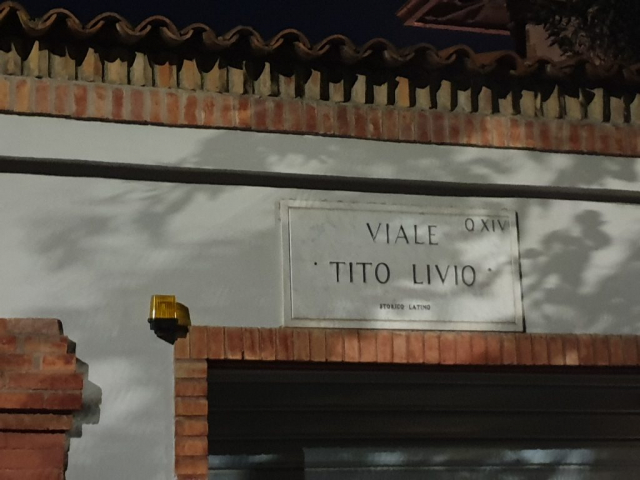 VIALE Q XIV
· TITO LIVIO ·
STORICO LATINO